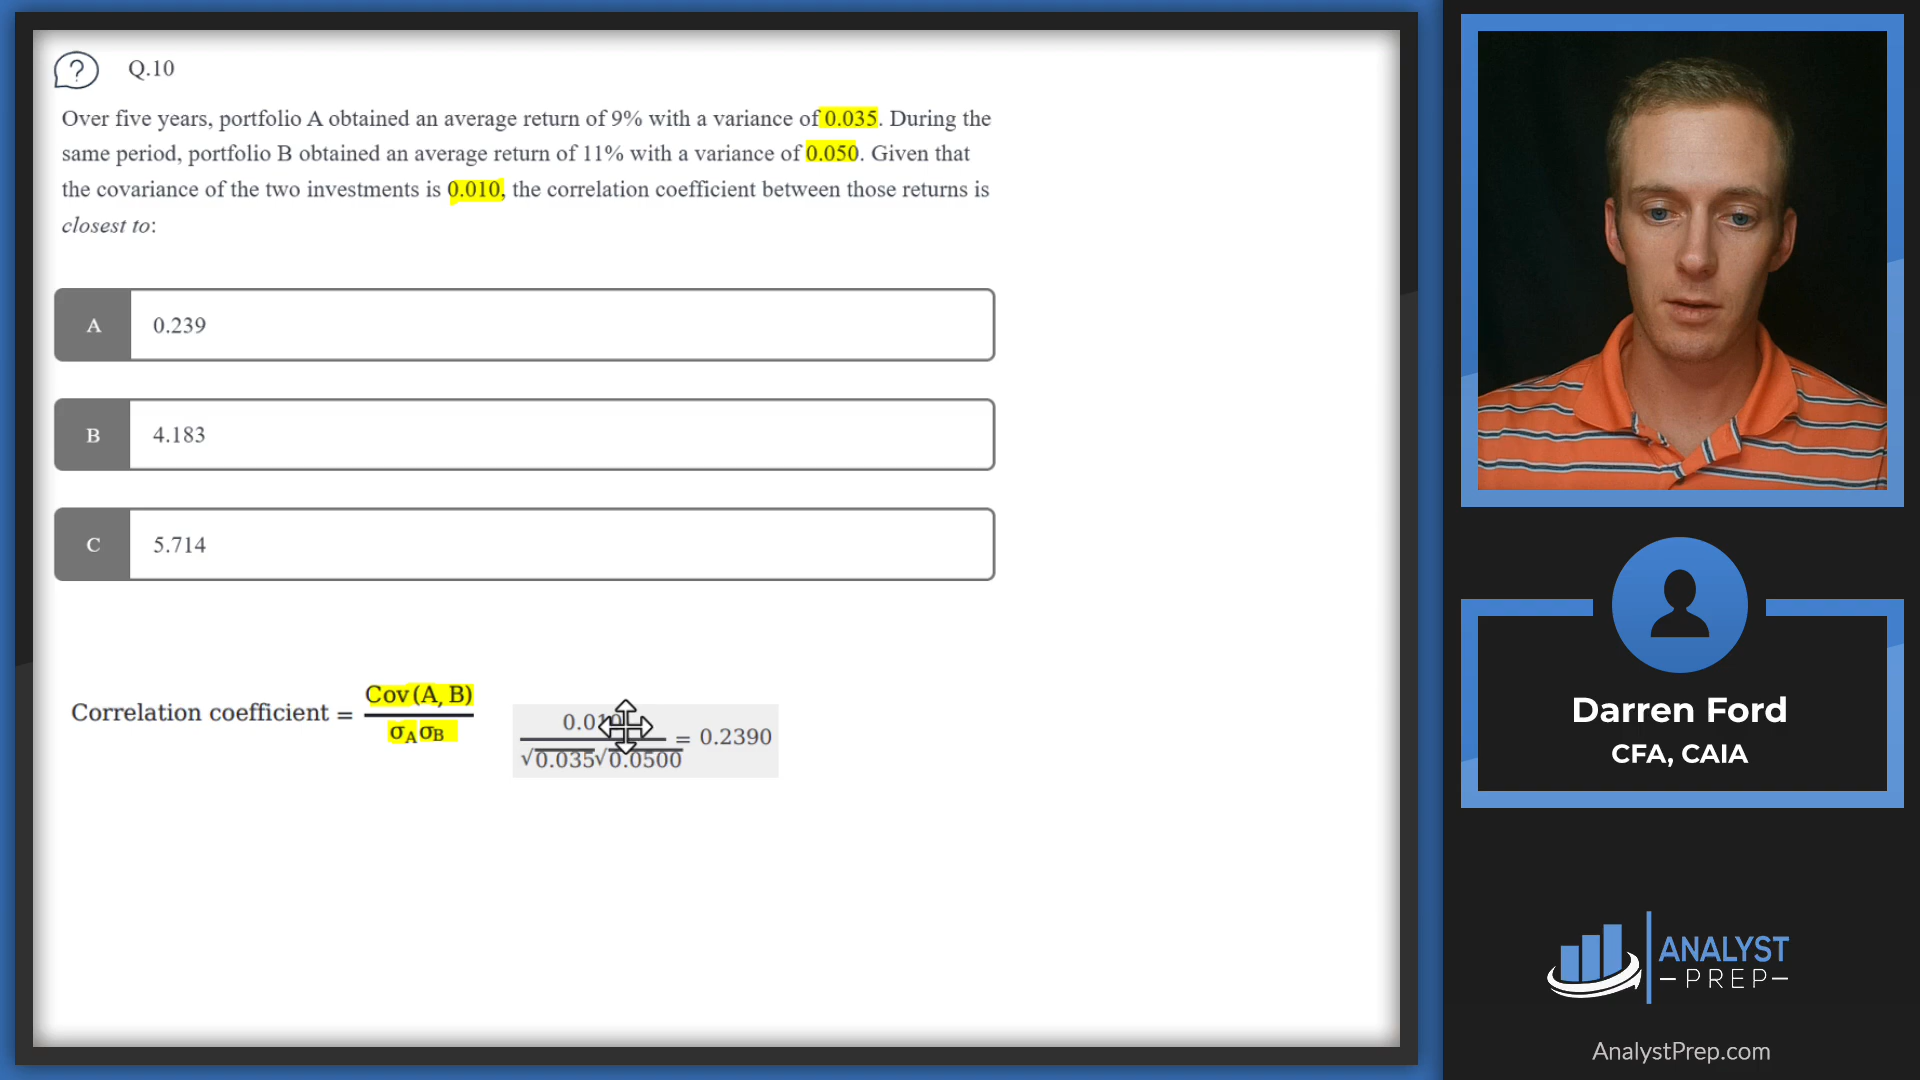 Q.10
Over five years, portfolio A obtained an average return of 9% with a variance of 0.035. During the
same period, portfolio B obtained an average return of 11% with a variance of 0.050. Given that
the covariance of the two investments is 0.010, the correlation coefficient between those returns is
closest to:
A 0.239
B 4.183
C 5.714
Correlation coefficient = Cov(A, B) / σAσB
√0.035√0.0500 = 0.2390
Darren Ford
CFA, CAIA
ANALYST
PREP
AnalystPrep.com